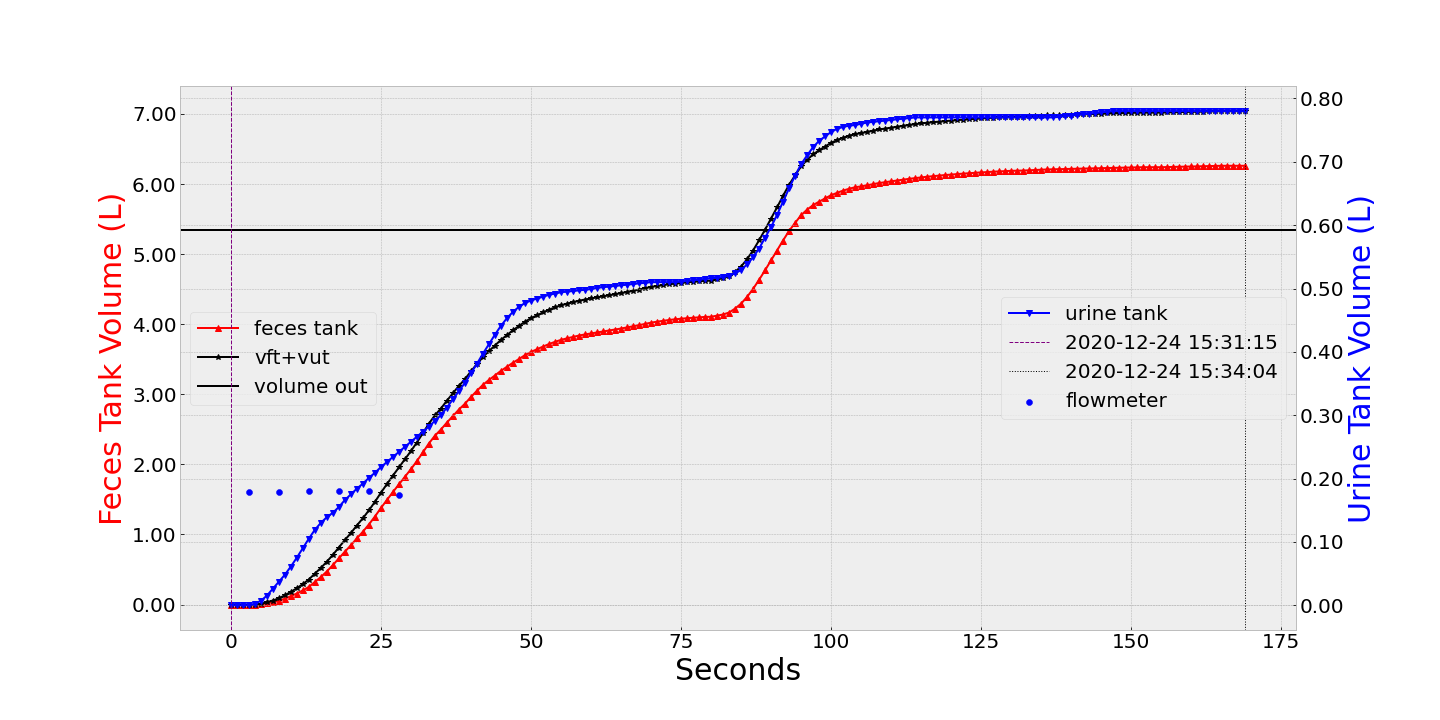 7.00
6.00
5.00
4.00
3.00
2.00
1.00
0.00
Feces Tank Volume (L)
feces tank
vft+vut
volume out
urine tank
2020-12-24 15:31:15
2020-12-24 15:34:04
flowmeter
0.80
0.70
0.60
0.50
0.40
0.30
0.20
0.10
0.00
Urine Tank Volume (L)
0 25 50 75 100 125 150 175
Seconds